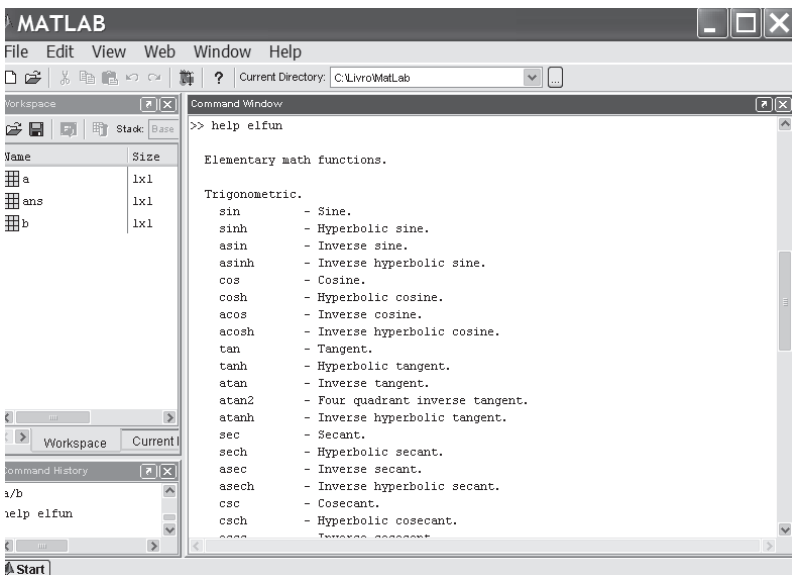 MATLAB
File Edit View Web Window Help
? Current Directory: C:\Livro\MatLab ...
Workspace
Stack: Base
Name Size
a 1x1
ans 1x1
b 1x1
Workspace Current
Command History
a/b
help elfun
Start
Command Window
>> help elfun
Elementary math functions.
Trigonometric.
sin - Sine.
sinh - Hyperbolic sine.
asin - Inverse sine.
asinh - Inverse hyperbolic sine.
cos - Cosine.
cosh - Hyperbolic cosine.
acos - Inverse cosine.
acosh - Inverse hyperbolic cosine.
tan - Tangent.
tanh - Hyperbolic tangent.
atan - Inverse tangent.
atan2 - Four quadrant inverse tangent.
atanh - Inverse hyperbolic tangent.
sec - Secant.
sech - Hyperbolic secant.
asec - Inverse secant.
asech - Inverse hyperbolic secant.
csc - Cosecant.
csch - Hyperbolic cosecant.